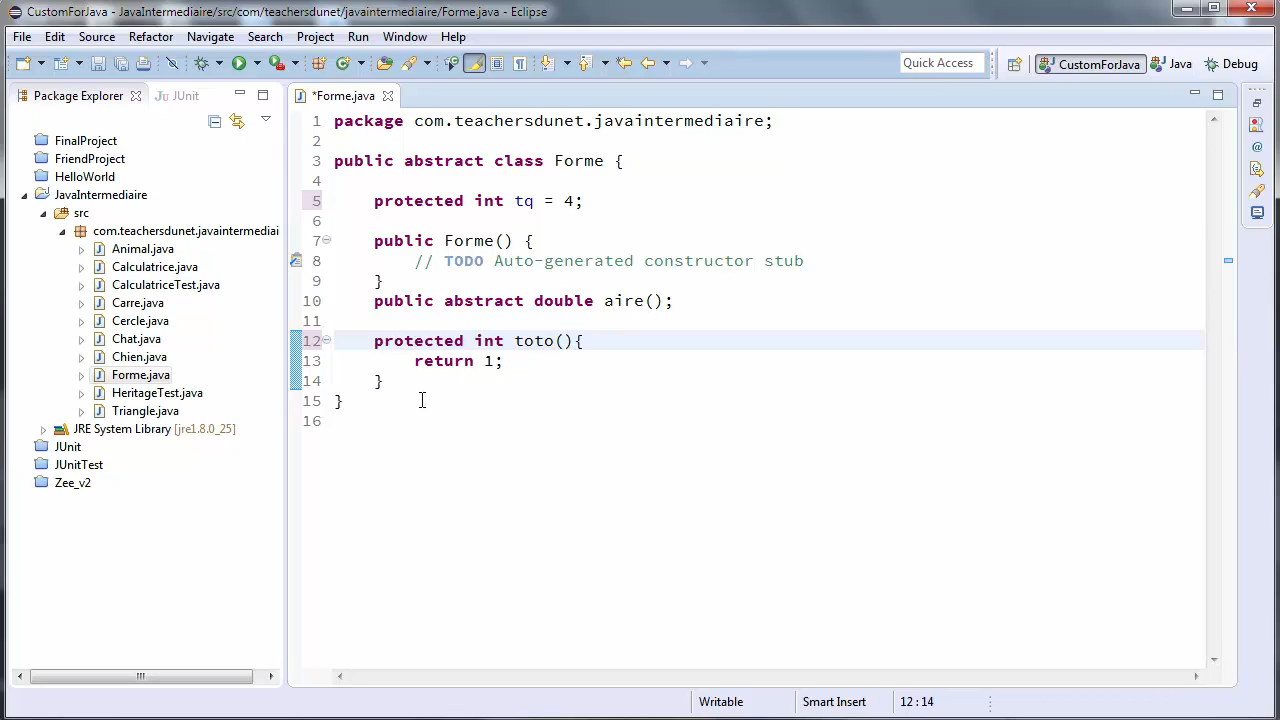 CustomForJava - JavaIntermediaire/src/com/teachersdunet/javaintermediaire/Forme.java - Eclipse
File Edit Source Refactor Navigate Search Project Run Window Help
Quick Access
CustomForJava Java Debug
Package Explorer JUnit
FinalProject
FriendProject
HelloWorld
JavaIntermediaire
src
com.teachersdunet.javaintermediai
Animal.java
Calculatrice.java
CalculatriceTest.java
Carre.java
Cercle.java
Chat.java
Chien.java
Forme.java
HeritageTest.java
Triangle.java
JRE System Library [jre1.8.0_25]
JUnit
JUnitTest
Zee_v2
*Forme.java
1 package com.teachersdunet.javaintermediaire;
2
3 public abstract class Forme {
4
5 protected int tq = 4;
6
7 public Forme() {
8 // TODO Auto-generated constructor stub
9 }
10 public abstract double aire();
11
12 protected int toto(){
13 return 1;
14 }
15 }
16
Writable Smart Insert 12:14